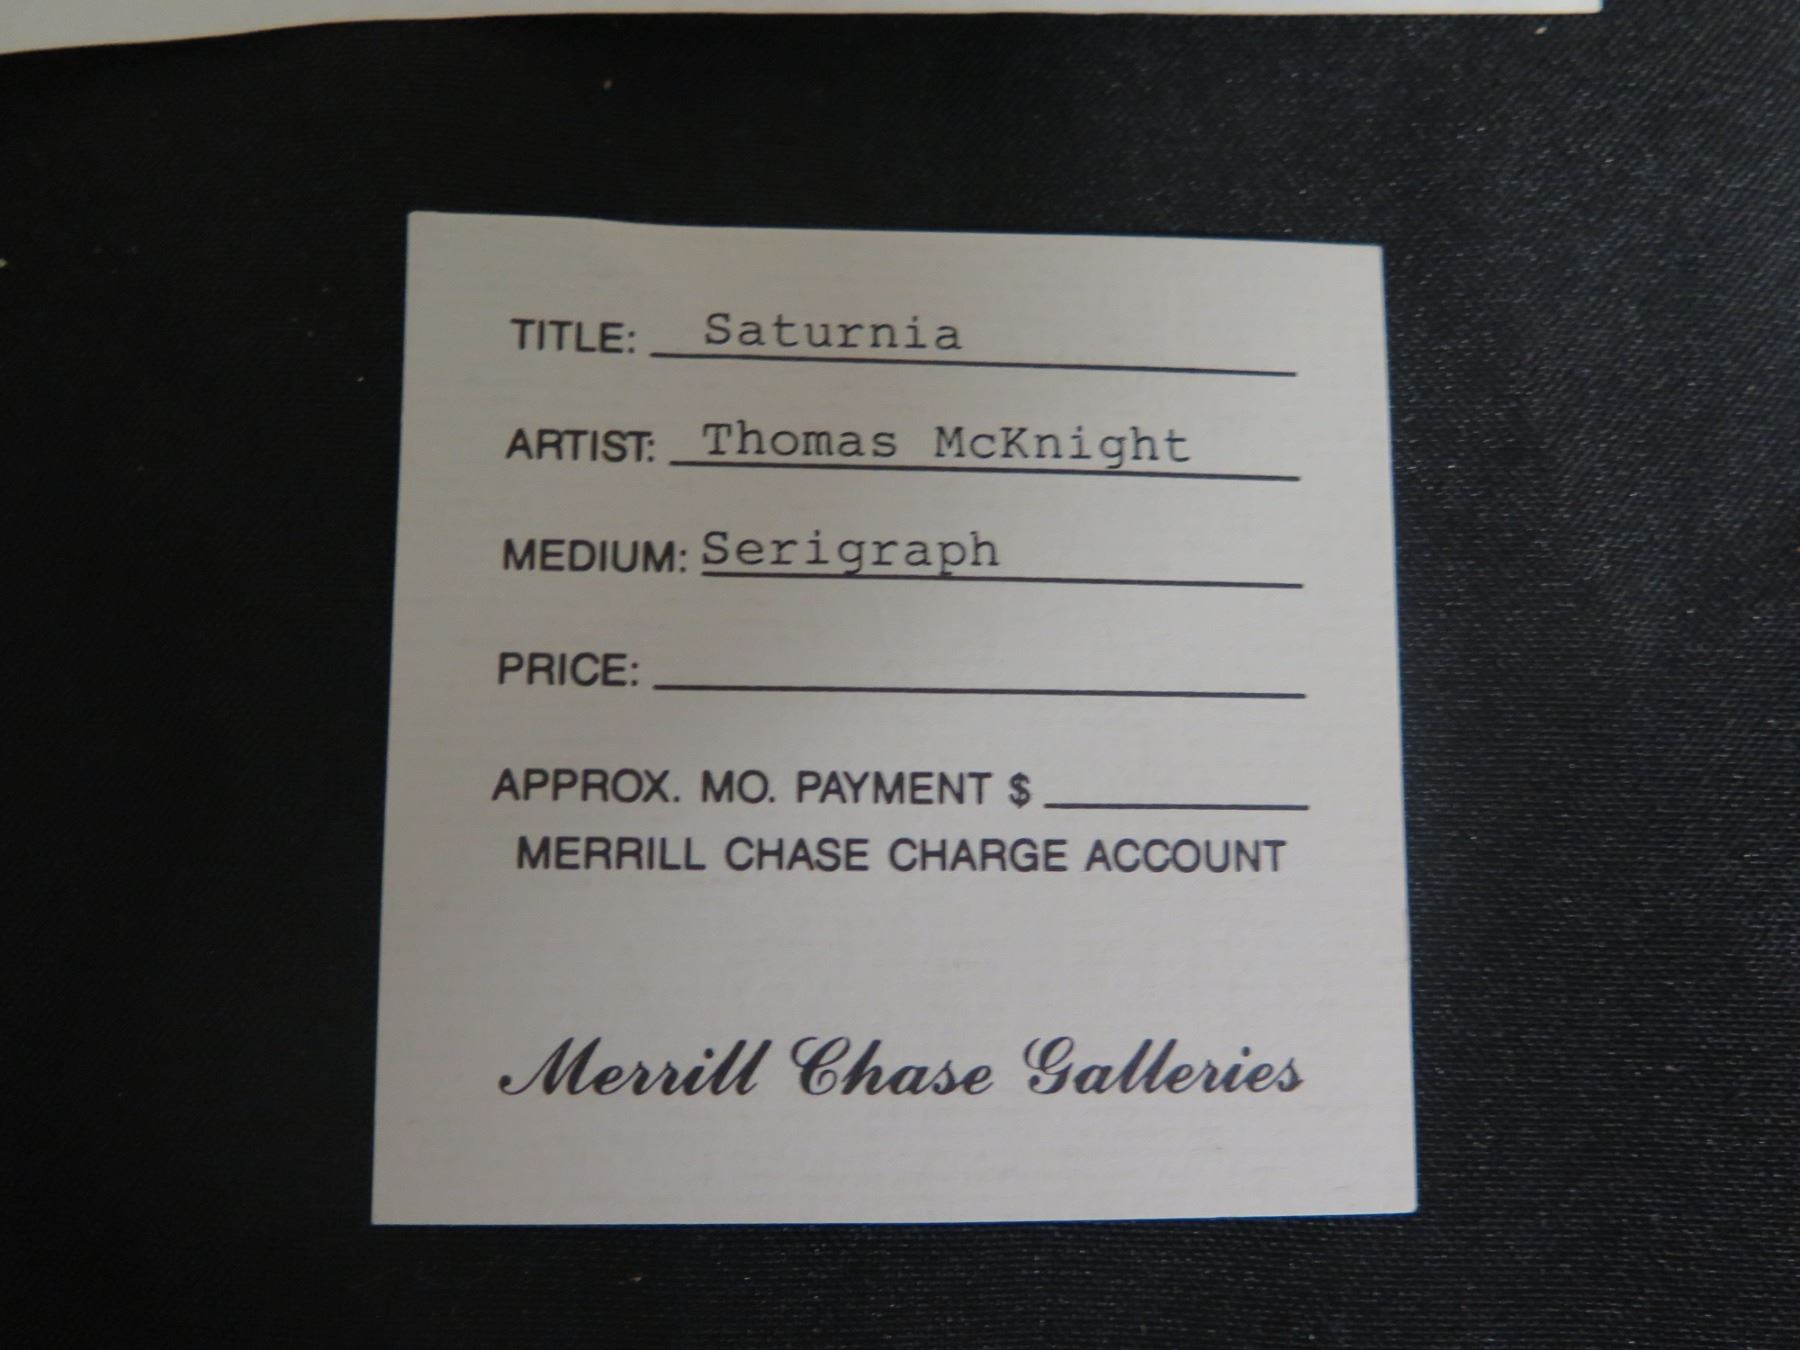 TITLE: Saturnia
ARTIST: Thomas McKnight
MEDIUM: Serigraph
PRICE:
APPROX. MO. PAYMENT $
MERRILL CHASE CHARGE ACCOUNT
Merrill Chase Galleries